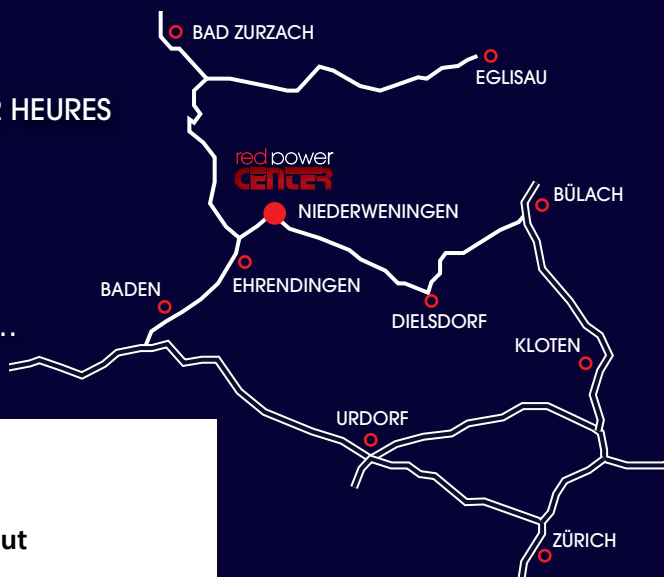 BAD ZURZACH
EGLISAU
HEURES
red power
CENTER
NIEDERWENINGEN
BÜLACH
EHRENDINGEN
BADEN
DIELSDORF
..
KLOTEN
URDORF
ut
ZÜRICH